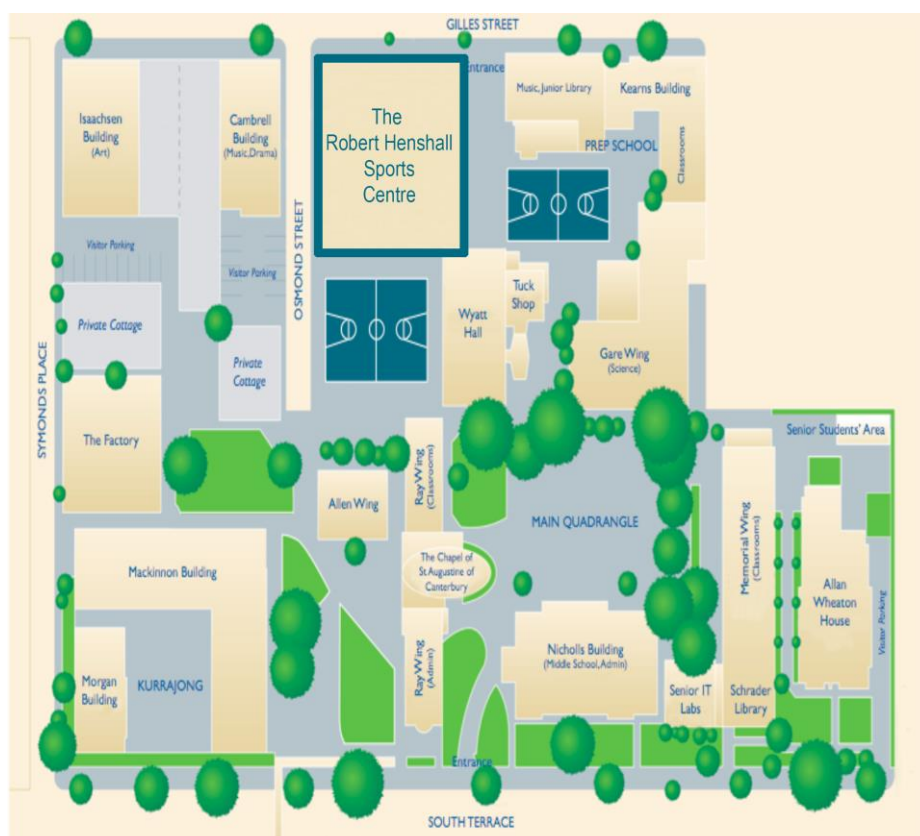 GILLES STREET
Entrance
Isaachsen
Building
(Art)
Cambrell
Building
(Music,Drama)
The
Robert Henshall
Sports
Centre
Music, Junior Library
Kearns Building
PREP SCHOOL
Classrooms
Visitor Parking
Visitor Parking
OSMOND STREET
Tuck
Shop
Wyatt
Hall
Gare Wing
(Science)
Private Cottage
Private
Cottage
SYMONDS PLACE
The Factory
Senior Students' Area
Ray Wing
(Classrooms)
Allen Wing
MAIN QUADRANGLE
Memorial Wing
(Classrooms)
The Chapel of
St Augustine of
Canterbury
Mackinnon Building
Allan
Wheaton
House
Visitor Parking
Ray Wing
(Admin)
Nicholls Building
(Middle School, Admin)
Morgan
Building
KURRAJONG
Senior IT
Labs
Schrader
Library
Entrance
SOUTH TERRACE